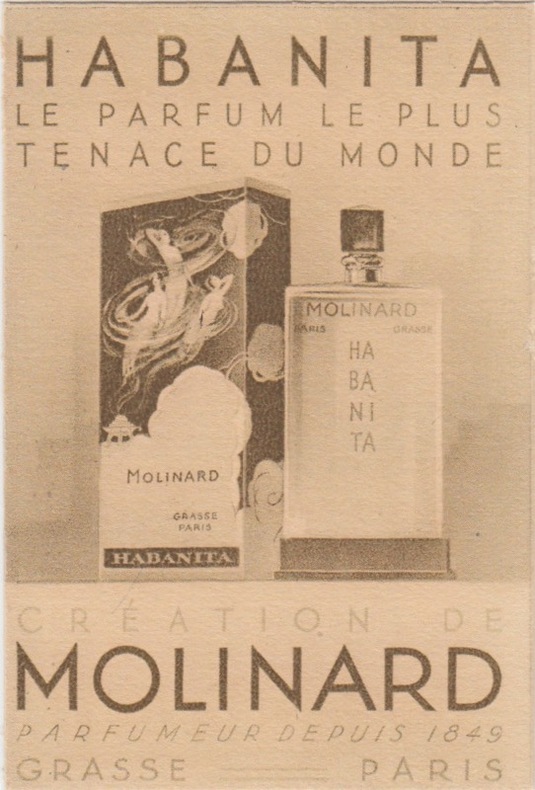 HABANITA
LE PARFUM LE PLUS
TENACE DU MONDE
MOLINARD
PARIS GRASSE
HA
BA
NI
TA
MOLINARD
GRASSE
PARIS
HABANITA
CRÉATION DE
MOLINARD
PARFUMEUR DEPUIS 1849
GRASSE PARIS